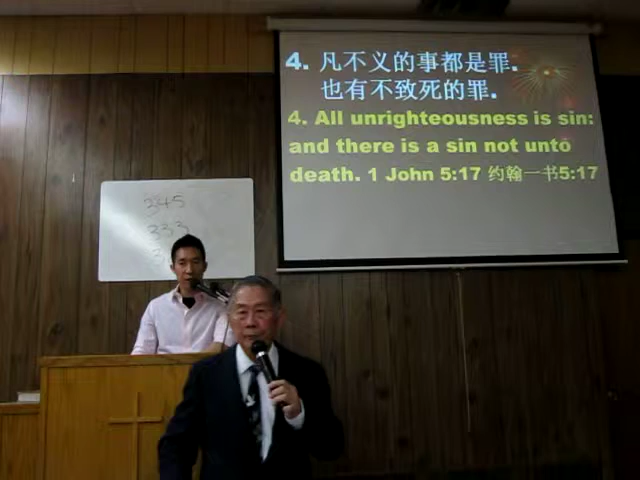 4. 凡不义的事都是罪.
也有不致死的罪.
4. All unrighteousness is sin:
and there is a sin not unto
death. 1 John 5:17 约翰一书5:17
345
333